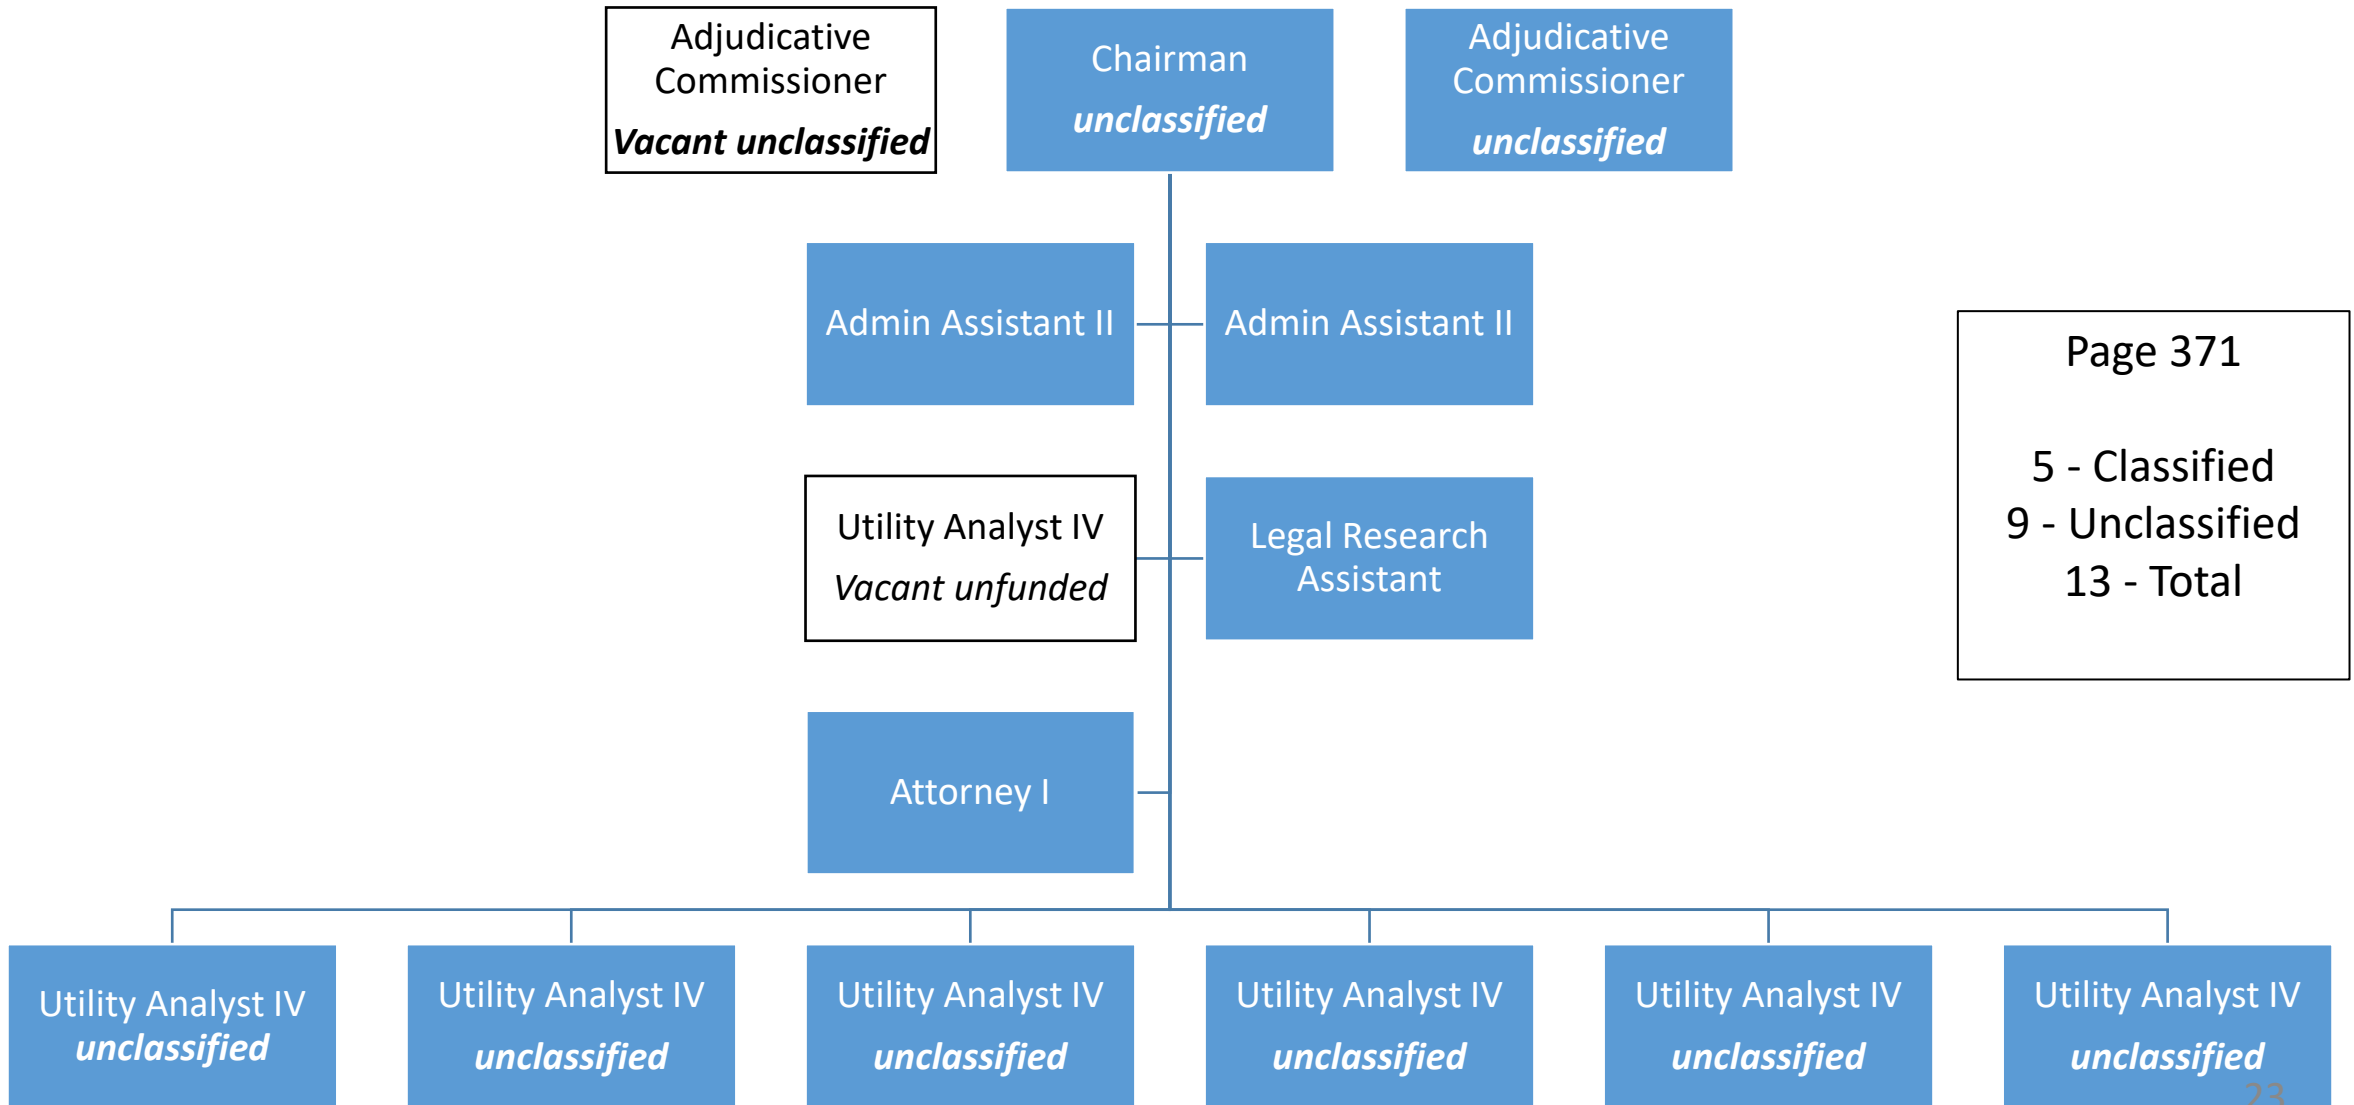 Adjudicative
Commissioner
Vacant unclassified
Chairman
unclassified
Adjudicative
Commissioner
unclassified
Admin Assistant II
Admin Assistant II
Utility Analyst IV
Vacant unfunded
Legal Research
Assistant
Page 371
5 - Classified
9 - Unclassified
13 - Total
Attorney I
Utility Analyst IV
unclassified
Utility Analyst IV
unclassified
Utility Analyst IV
unclassified
Utility Analyst IV
unclassified
Utility Analyst IV
unclassified
Utility Analyst IV
unclassified
23